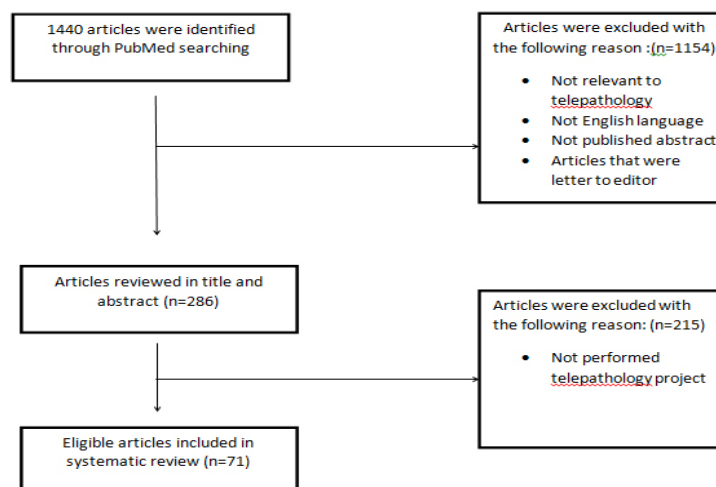 1440 articles were identified
through PubMed searching
Articles were excluded with
the following reason :(n=1154)
• Not relevant to
telepathology
• Not English language
• Not published abstract
• Articles that were
letter to editor
Articles reviewed in title and
abstract (n=286)
Articles were excluded with
the following reason: (n=215)
• Not performed
telepathology project
Eligible articles included in
systematic review (n=71)